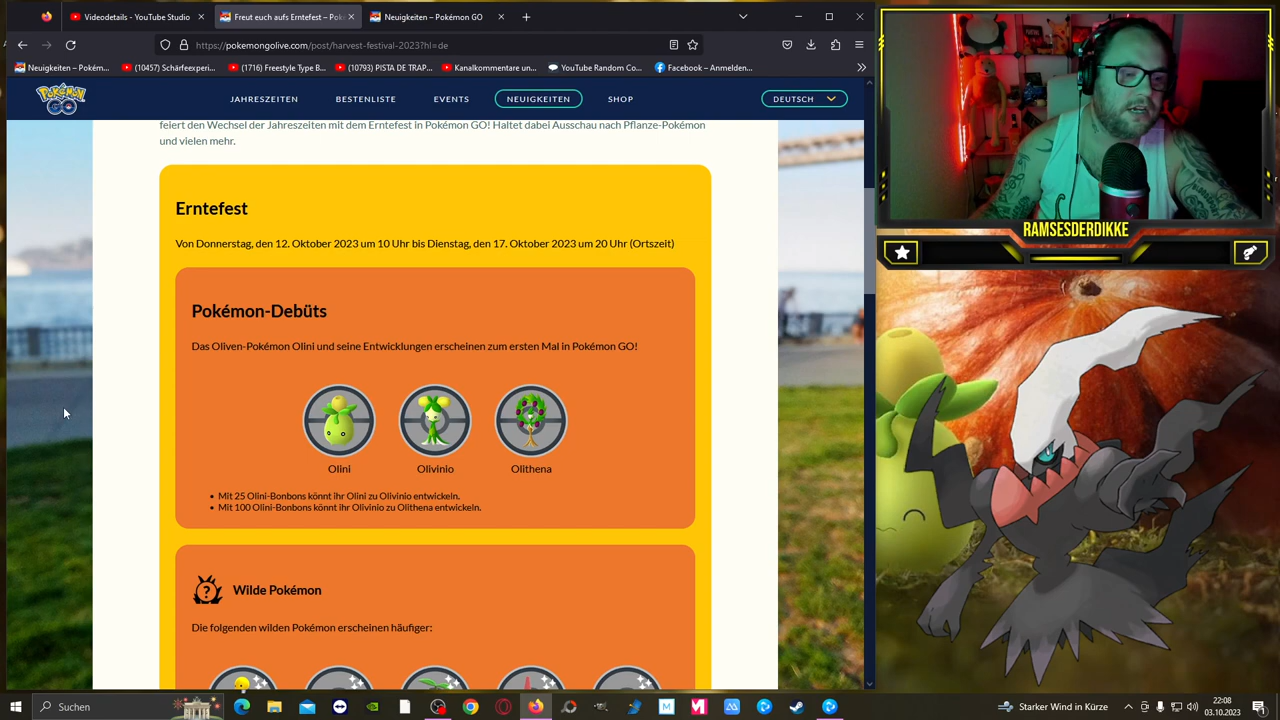 Videodetails - YouTube Studio
Freut euch aufs Erntefest – Pok
Neuigkeiten – Pokémon GO
https://pokemongolive.com/post/harvest-festival-2023?hl=de
Neuigkeiten – Pokém...
(10457) Schärfeexperi...
(1716) Freestyle Type B...
(10793) PISTA DE TRAP...
Kanalkommentare un...
YouTube Random Co...
Facebook – Anmelden...
Pokémon GO
JAHRESZEITEN
BESTENLISTE
EVENTS
NEUIGKEITEN
SHOP
DEUTSCH
feiert den Wechsel der Jahreszeiten mit dem Erntefest in Pokémon GO! Haltet dabei Ausschau nach Pflanze-Pokémon
und vielen mehr.
Erntefest
Von Donnerstag, den 12. Oktober 2023 um 10 Uhr bis Dienstag, den 17. Oktober 2023 um 20 Uhr (Ortszeit)
Pokémon-Debüts
Das Oliven-Pokémon Olini und seine Entwicklungen erscheinen zum ersten Mal in Pokémon GO!
Olini
Olivinio
Olithena
• Mit 25 Olini-Bonbons könnt ihr Olini zu Olivinio entwickeln.
• Mit 100 Olini-Bonbons könnt ihr Olivinio zu Olithena entwickeln.
?
Wilde Pokémon
Die folgenden wilden Pokémon erscheinen häufiger:
RAMSESDERDIKKE
Suchen
Starker Wind in Kürze
22:08
03.10.2023